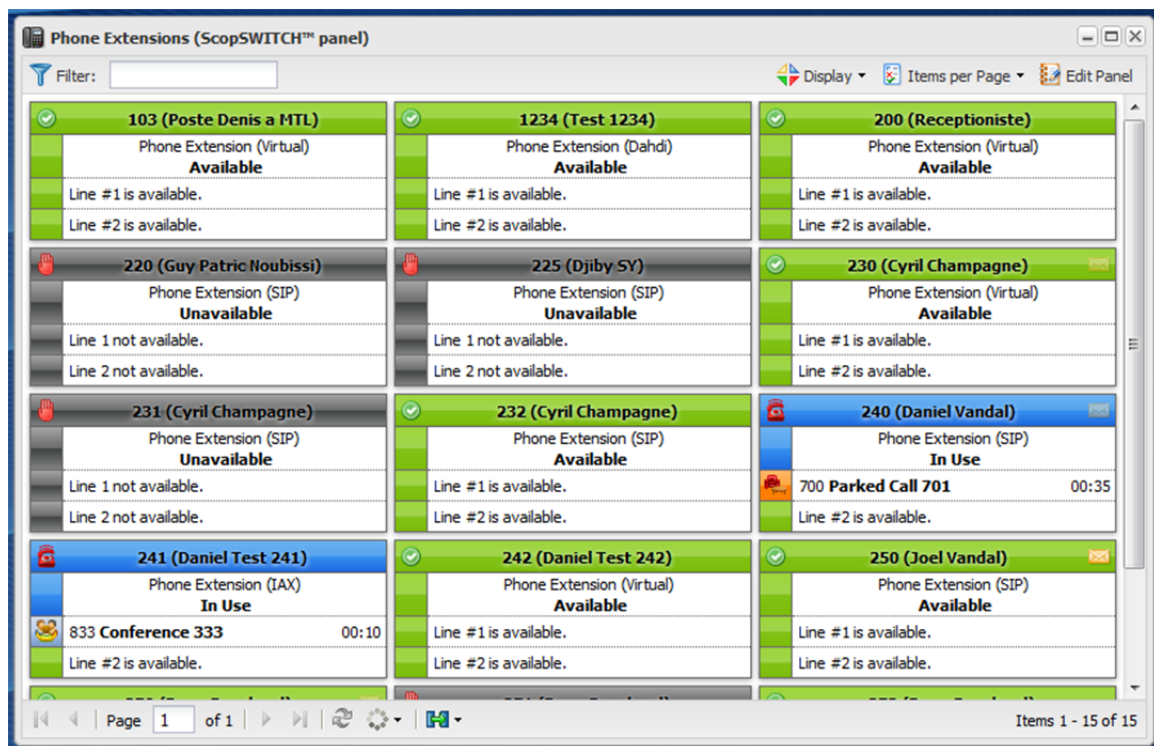 Phone Extensions (ScopSWITCH™ panel)
Filter: Display Items per Page Edit Panel
103 (Poste Denis a MTL)
Phone Extension (Virtual)
Available
Line #1 is available.
Line #2 is available.
1234 (Test 1234)
Phone Extension (Dahdi)
Available
Line #1 is available.
Line #2 is available.
200 (Receptioniste)
Phone Extension (Virtual)
Available
Line #1 is available.
Line #2 is available.
220 (Guy Patric Noubissi)
Phone Extension (SIP)
Unavailable
Line 1 not available.
Line 2 not available.
225 (Djiby SY)
Phone Extension (SIP)
Unavailable
Line 1 not available.
Line 2 not available.
230 (Cyril Champagne)
Phone Extension (Virtual)
Available
Line #1 is available.
Line #2 is available.
231 (Cyril Champagne)
Phone Extension (SIP)
Unavailable
Line 1 not available.
Line 2 not available.
232 (Cyril Champagne)
Phone Extension (SIP)
Available
Line #1 is available.
Line #2 is available.
240 (Daniel Vandal)
Phone Extension (SIP)
In Use
700 Parked Call 701 00:35
Line #2 is available.
241 (Daniel Test 241)
Phone Extension (IAX)
In Use
833 Conference 333 00:10
Line #2 is available.
242 (Daniel Test 242)
Phone Extension (Virtual)
Available
Line #1 is available.
Line #2 is available.
250 (Joel Vandal)
Phone Extension (SIP)
Available
Line #1 is available.
Line #2 is available.
Page 1 of 1 Items 1 - 15 of 15